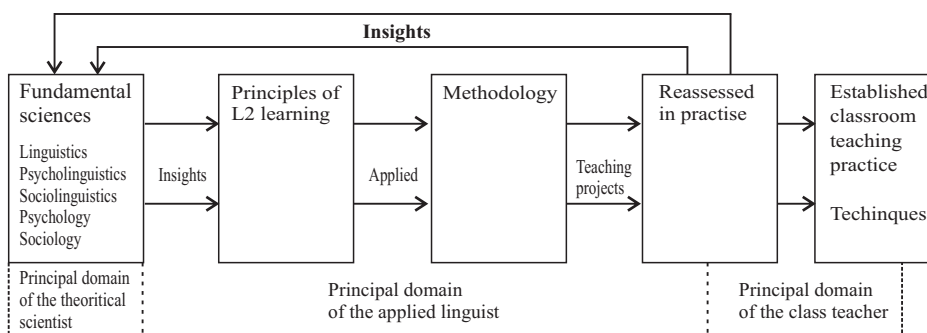 Insights
Fundamental
sciences
Linguistics
Psycholinguistics
Sociolinguistics
Psychology
Sociology
Insights
Principles of
L2 learning
Applied
Methodology
Teaching
projects
Reassessed
in practise
Established
classroom
teaching
practice
Techinques
Principal domain
of the theoritical
scientist
Principal domain
of the applied linguist
Principal domain
of the class teacher